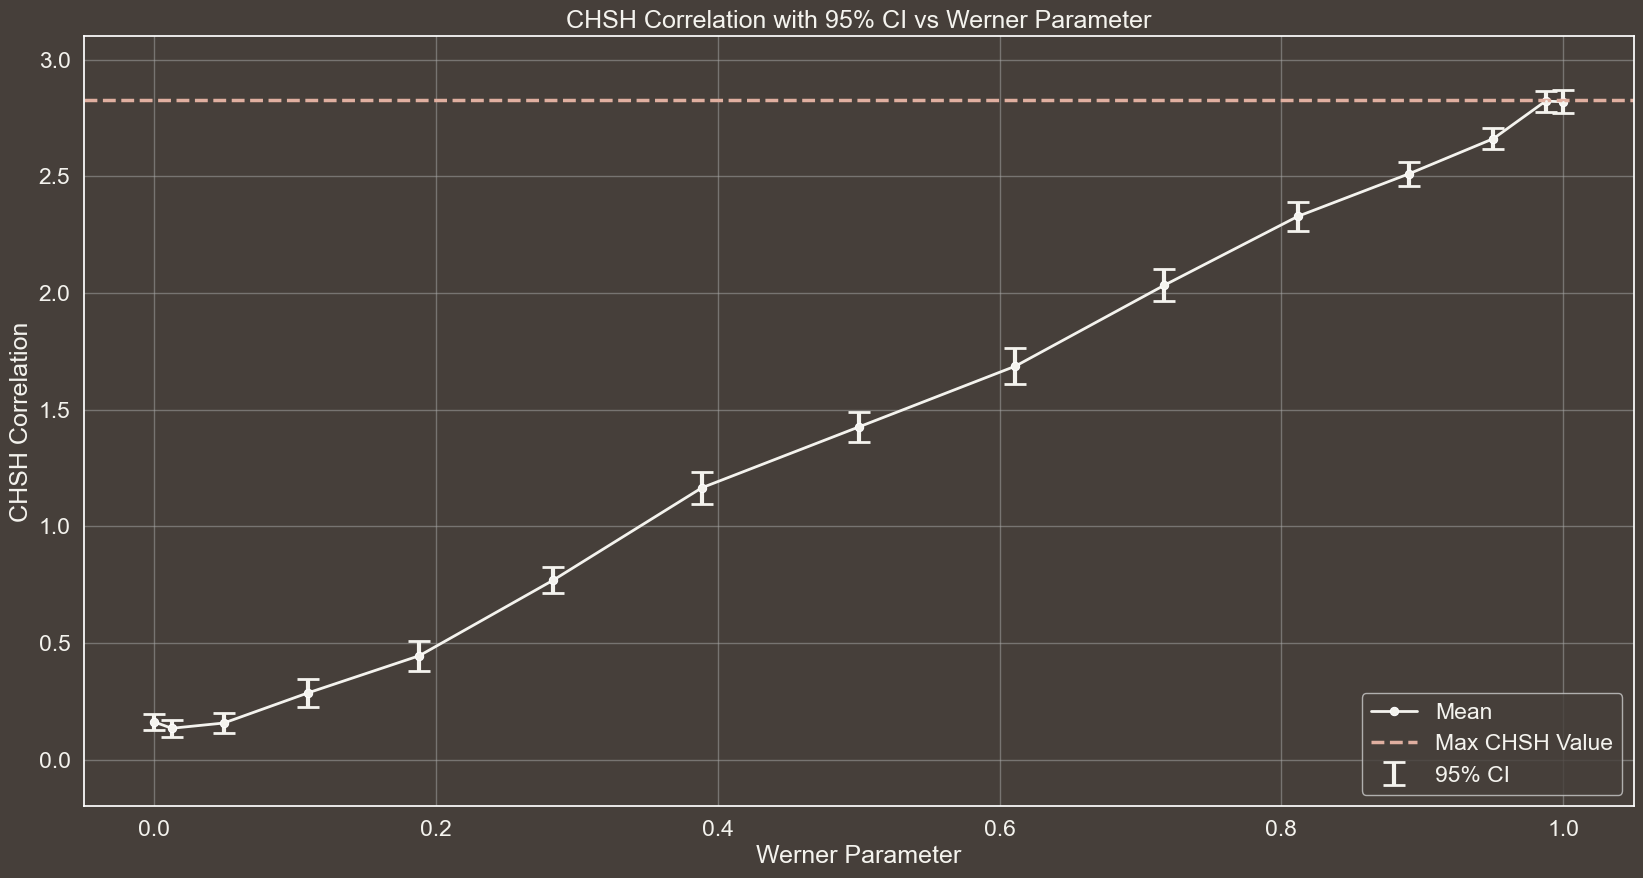 CHSH Correlation with 95% CI vs Werner Parameter
3.0
2.5
2.0
1.5
1.0
0.5
0.0
CHSH Correlation
0.0 0.2 0.4 0.6 0.8 1.0
Werner Parameter
Mean
Max CHSH Value
95% CI